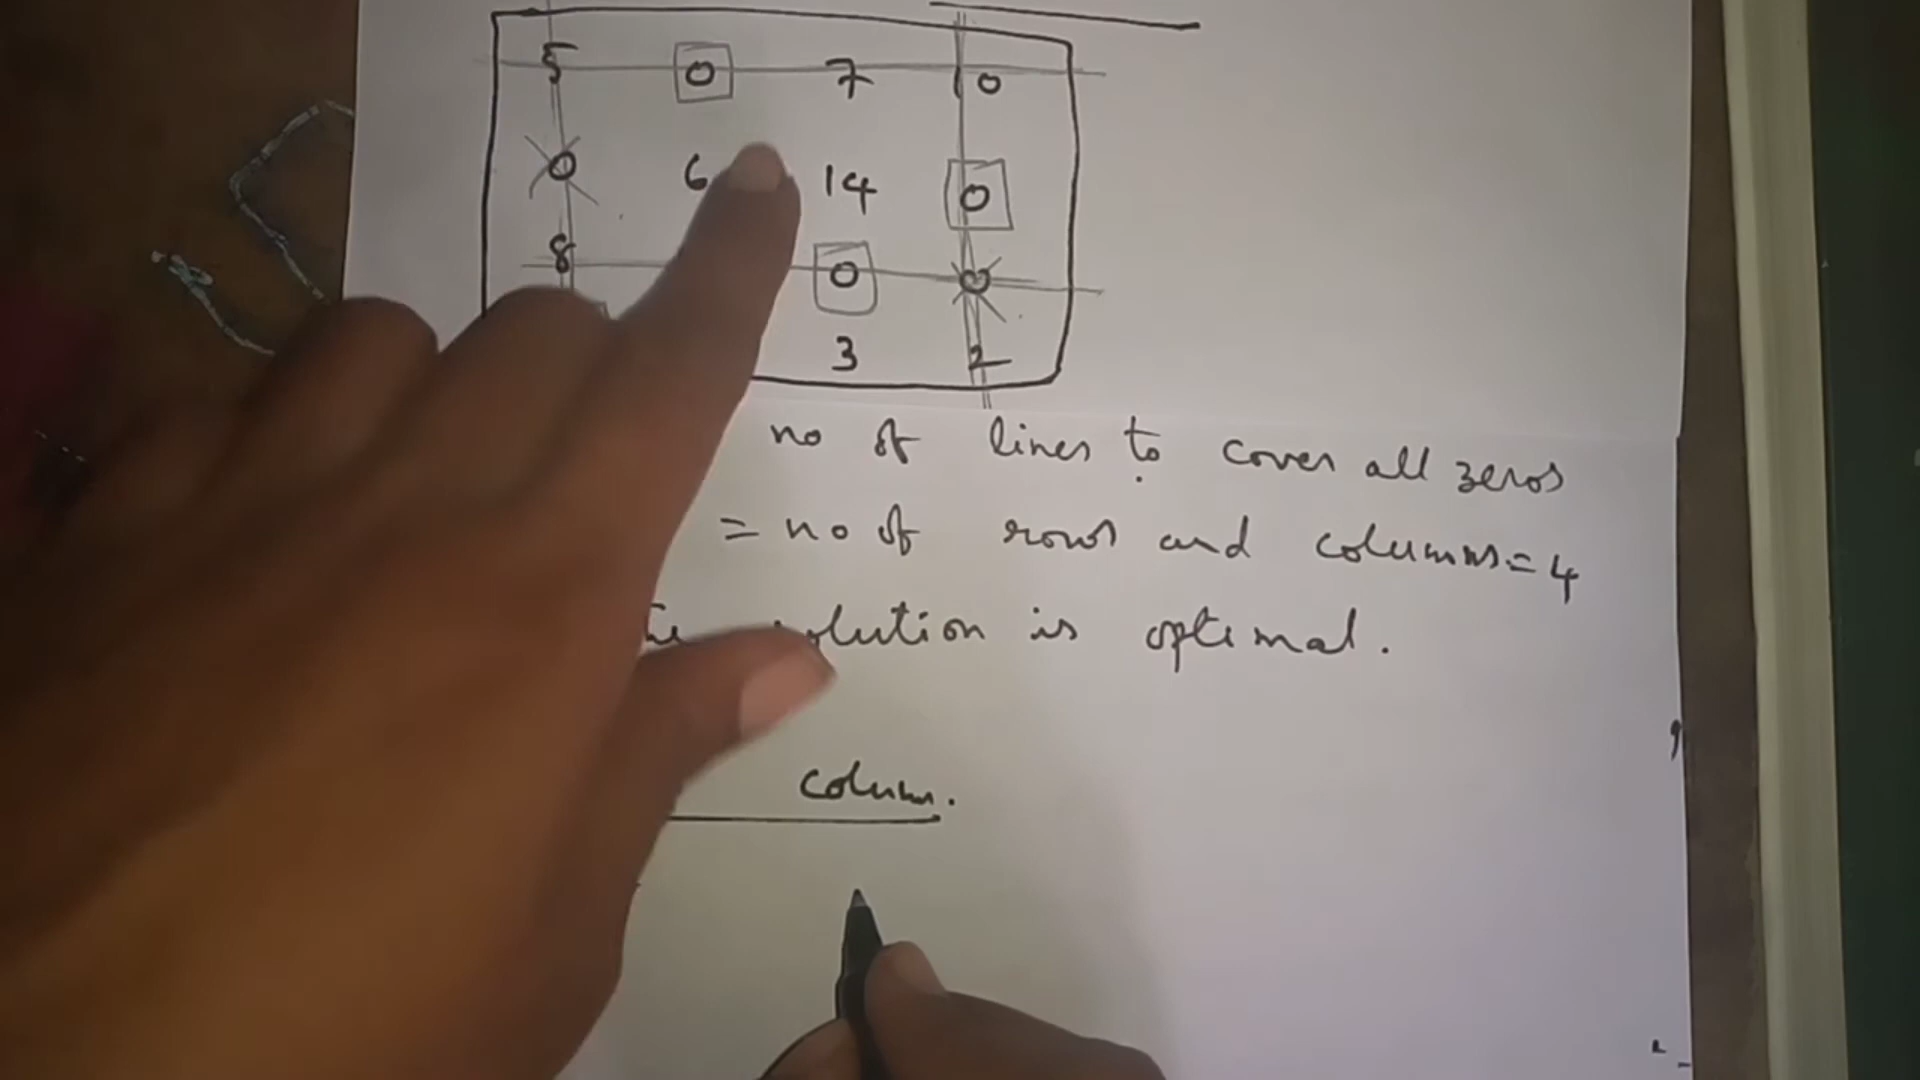 5 0 7 10
0 6 14 0
8 0 0
3 2
no of lines to cover all zeros
= no of rows and columns = 4
solution is optimal.
column.